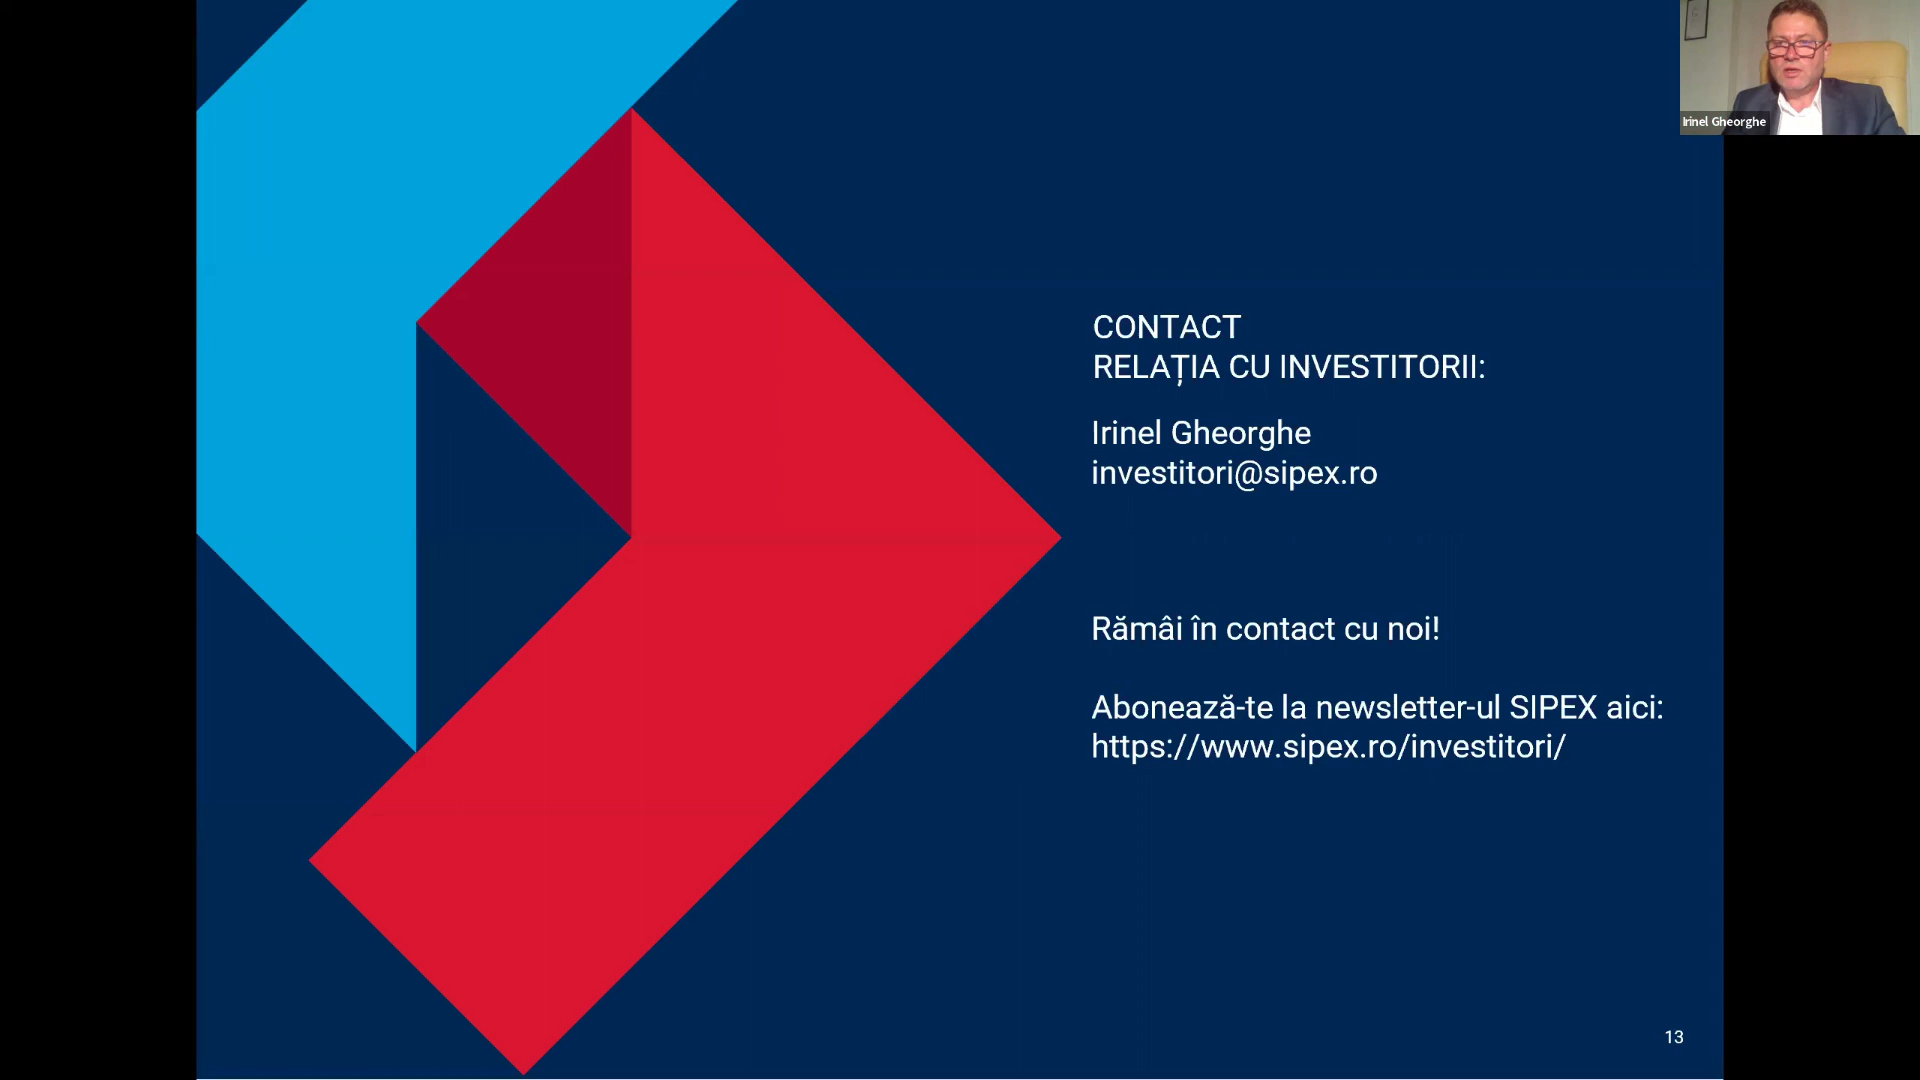 CONTACT
RELAȚIA CU INVESTITORII:
Irinel Gheorghe
investitori@sipex.ro
Rămâi în contact cu noi!
Abonează-te la newsletter-ul SIPEX aici:
https://www.sipex.ro/investitori/
13
Irinel Gheorghe